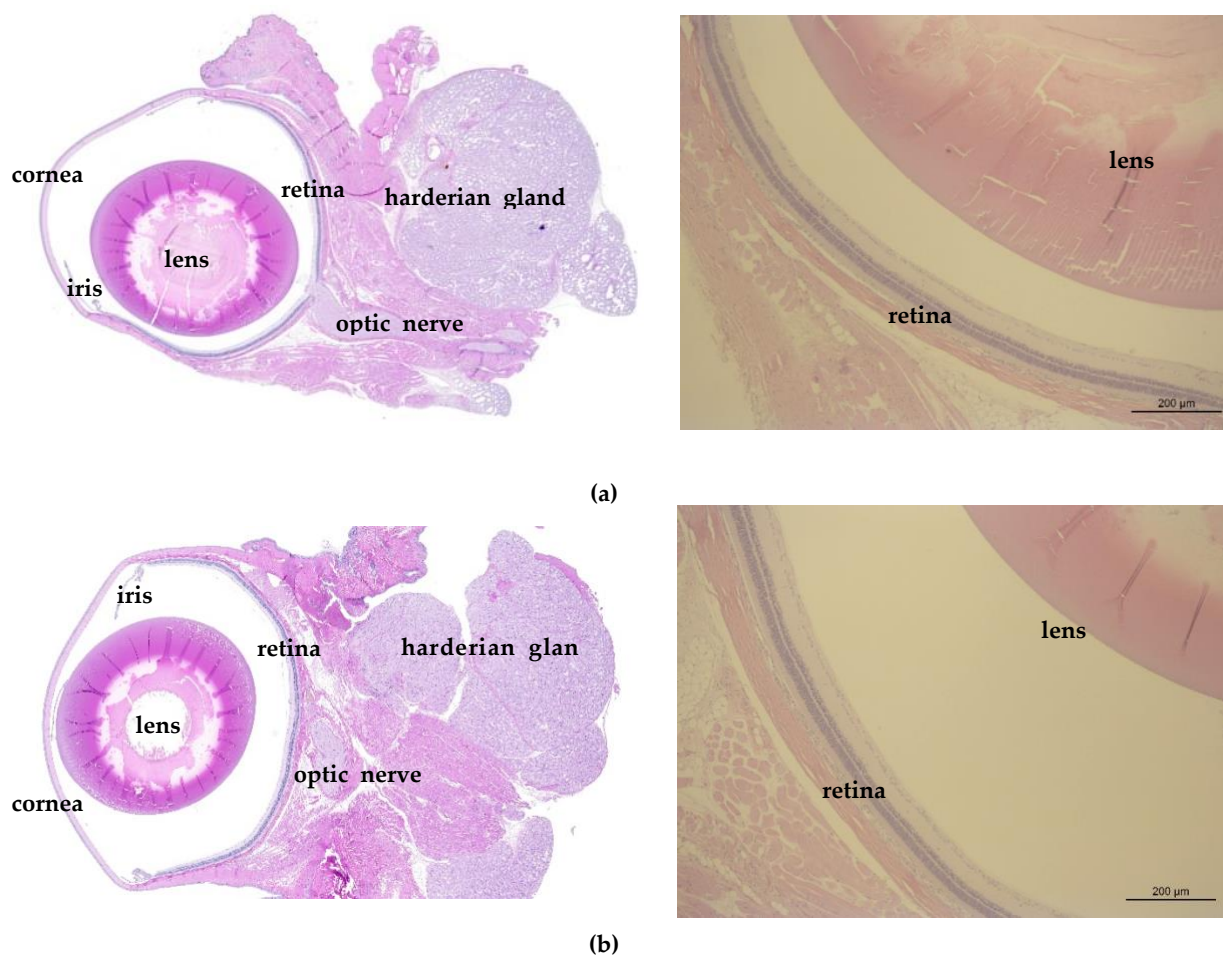 cornea
retina
harderian gland
lens
iris
optic nerve
lens
retina
200 µm
(a)
iris
retina
harderian glan
lens
optic nerve
cornea
lens
retina
200 µm
(b)